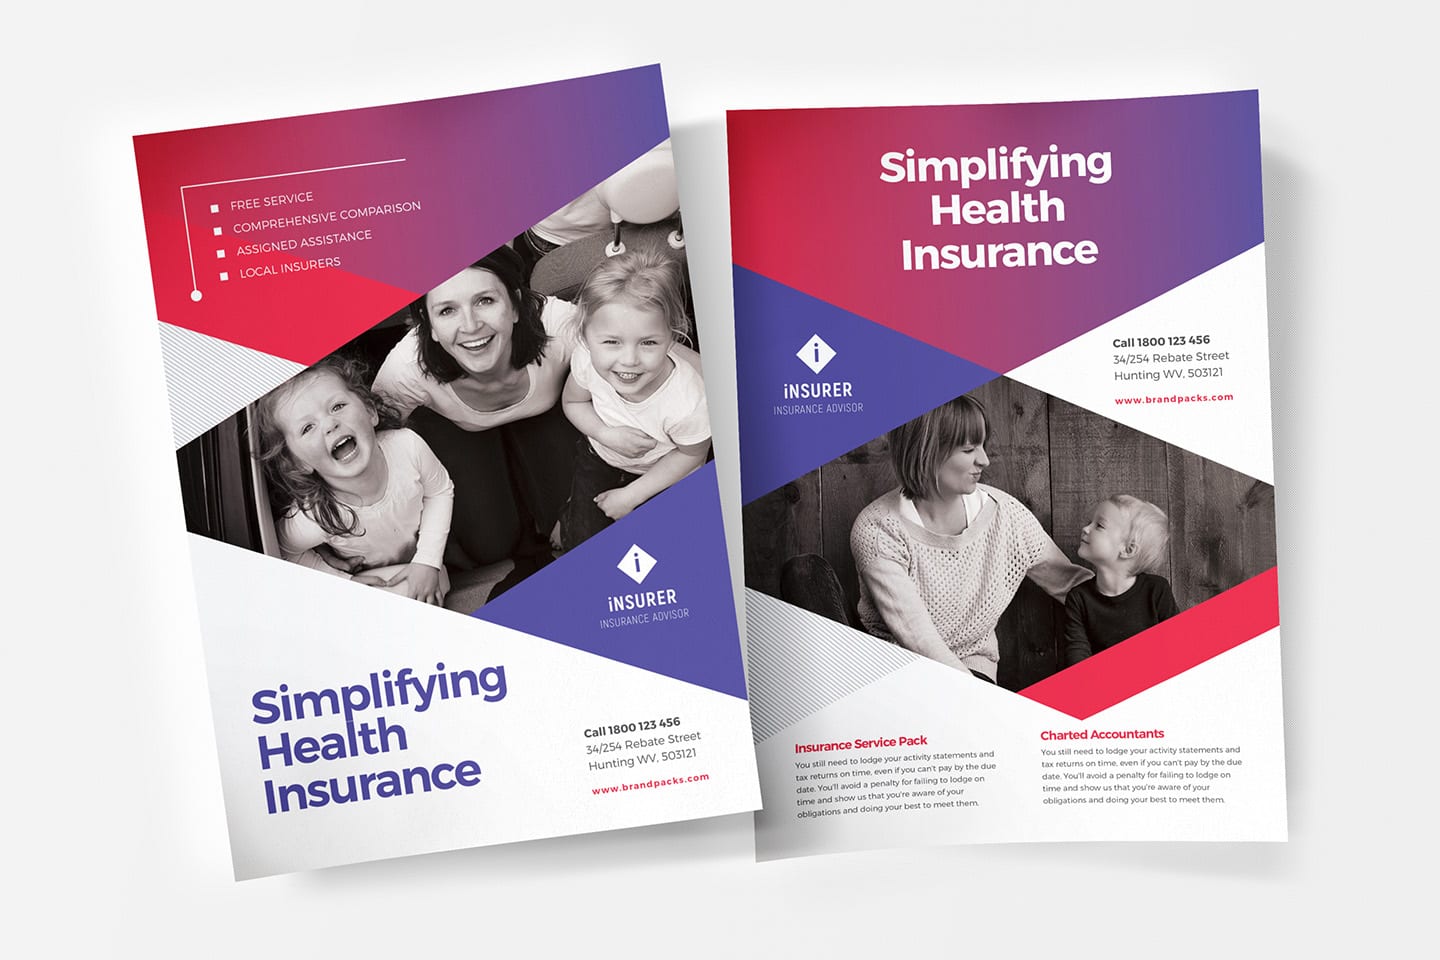 FREE SERVICE
COMPREHENSIVE COMPARISON
ASSIGNED ASSISTANCE
LOCAL INSURERS
i
iNSURER
INSURANCE ADVISOR
Simplifying
Health
Insurance
Call 1800 123 456
34/254 Rebate Street
Hunting WV, 503121
www.brandpacks.com
Simplifying
Health
Insurance
i
iNSURER
INSURANCE ADVISOR
Call 1800 123 456
34/254 Rebate Street
Hunting WV, 503121
www.brandpacks.com
Insurance Service Pack
You still need to lodge your activity statements and
tax returns on time, even if you can't pay by the due
date. You'll avoid a penalty for failing to lodge on
time and show us that you're aware of your
obligations and doing your best to meet them.
Charted Accountants
You still need to lodge your activity statements and
tax returns on time, even if you can't pay by the due
date. You'll avoid a penalty for failing to lodge on
time and show us that you're aware of your
obligations and doing your best to meet them.